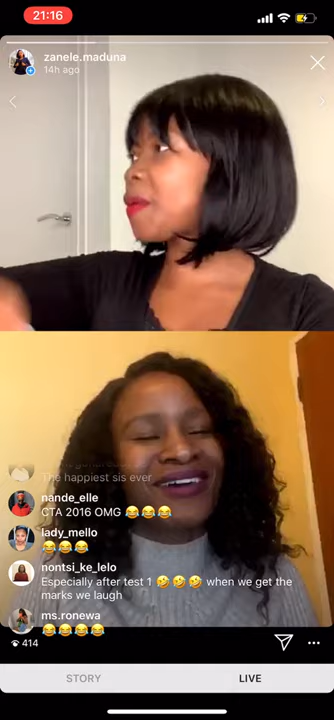 21:16
zanele.maduna
14h ago
The happiest sis ever
nande_elle
CTA 2016 OMG 😂😂😂
lady_mello
😂😂😂
nontsi_ke_lelo
Especially after test 1 🤣🤣🤣 when we get the
marks we laugh
ms.ronewa
😂😂😂😂
414
STORY
LIVE